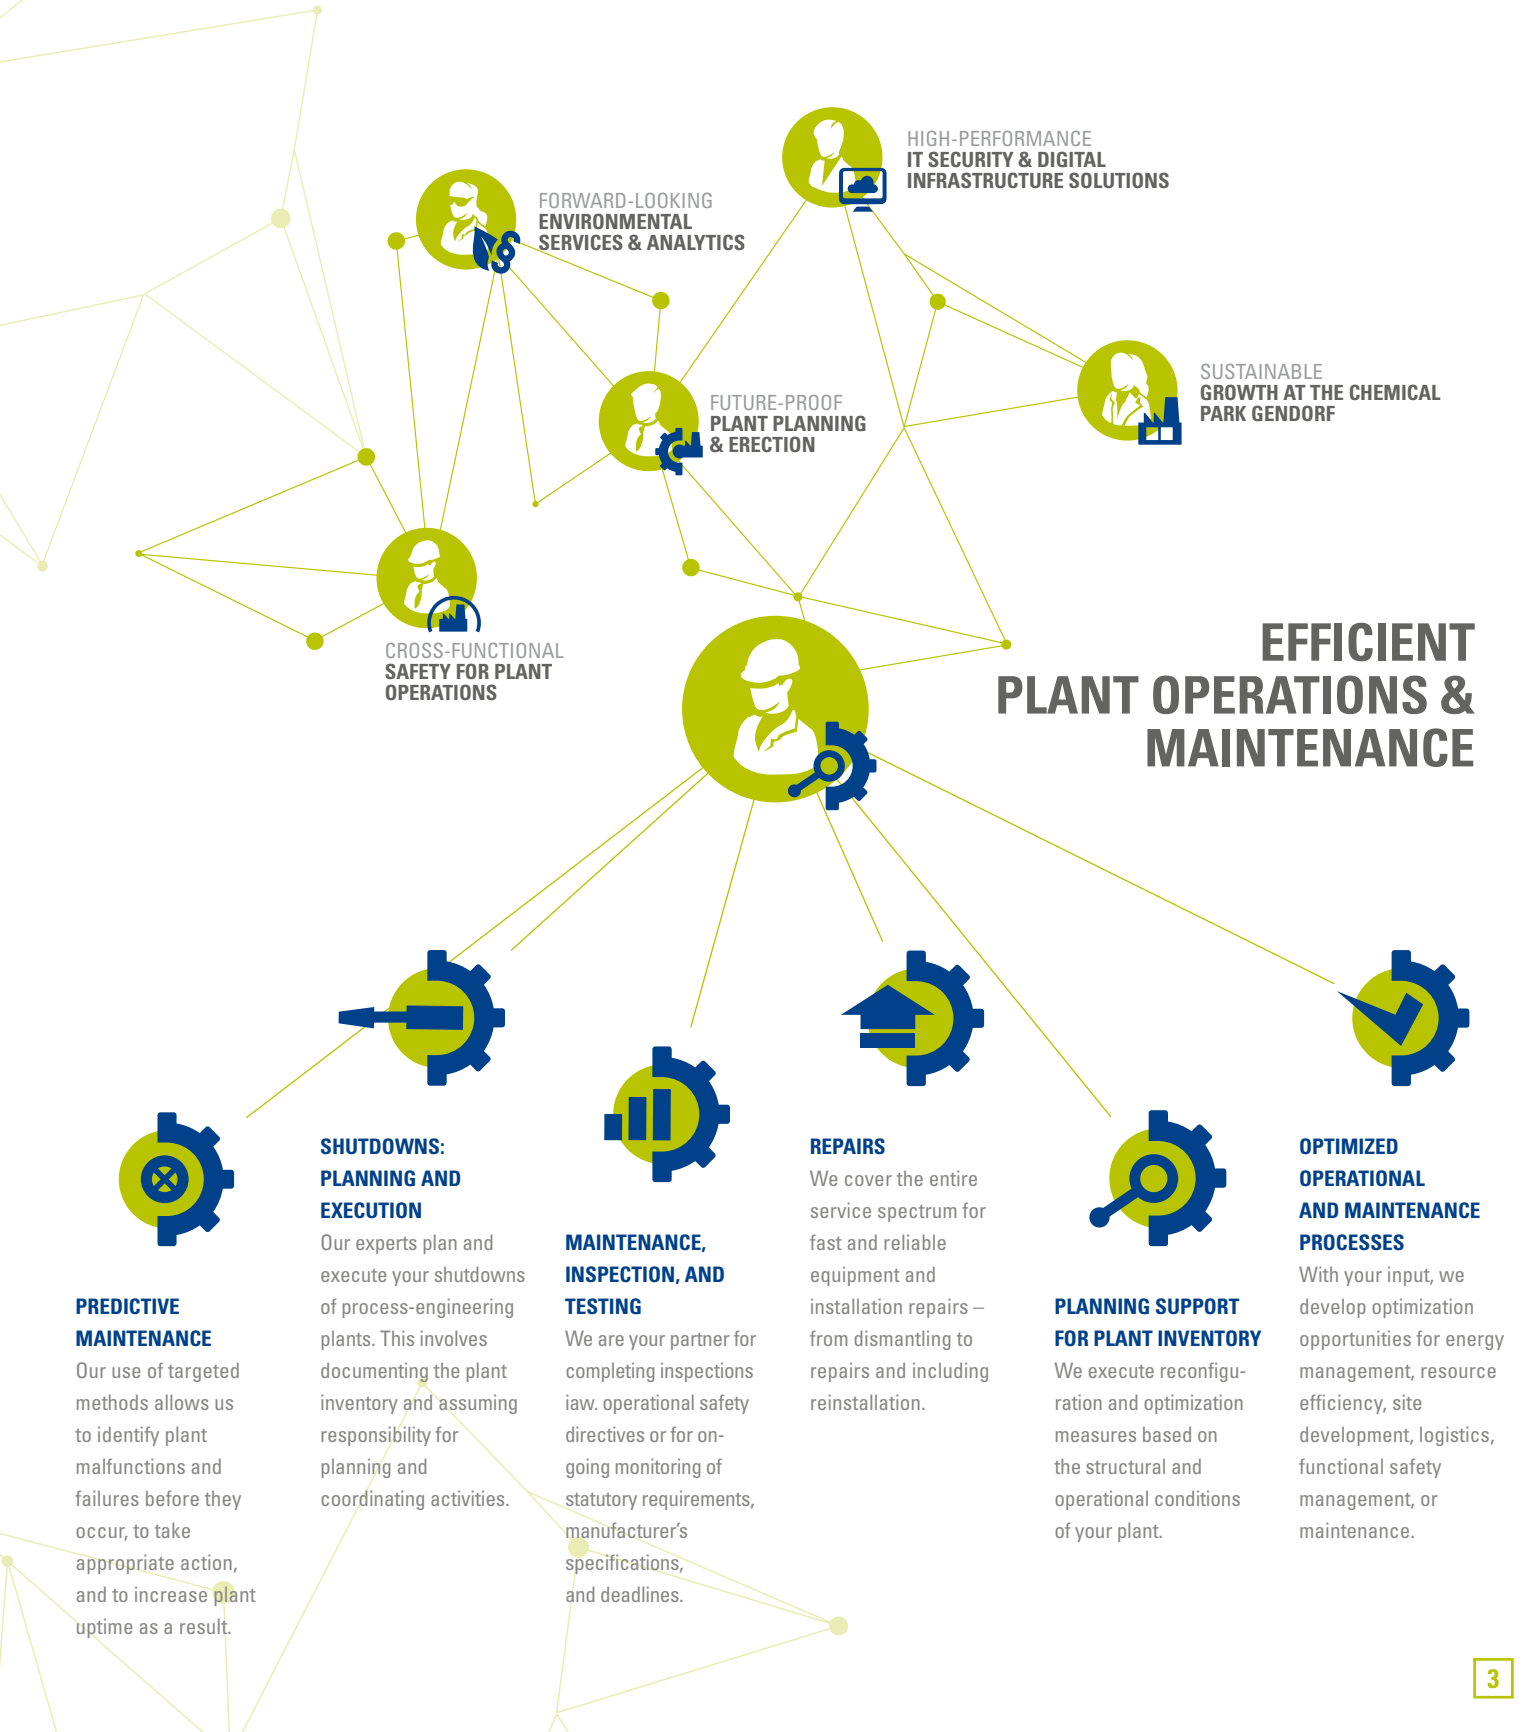 HIGH-PERFORMANCE
IT SECURITY & DIGITAL
INFRASTRUCTURE SOLUTIONS
FORWARD-LOOKING
ENVIRONMENTAL
SERVICES & ANALYTICS
SUSTAINABLE
GROWTH AT THE CHEMICAL
PARK GENDORF
FUTURE-PROOF
PLANT PLANNING
& ERECTION
CROSS-FUNCTIONAL
SAFETY FOR PLANT
OPERATIONS
EFFICIENT
PLANT OPERATIONS &
MAINTENANCE
PREDICTIVE
MAINTENANCE
Our use of targeted
methods allows us
to identify plant
malfunctions and
failures before they
occur, to take
appropriate action,
and to increase plant
uptime as a result.
SHUTDOWNS:
PLANNING AND
EXECUTION
Our experts plan and
execute your shutdowns
of process-engineering
plants. This involves
documenting the plant
inventory and assuming
responsibility for
planning and
coordinating activities.
MAINTENANCE,
INSPECTION, AND
TESTING
We are your partner for
completing inspections
iaw. operational safety
directives or for on-
going monitoring of
statutory requirements,
manufacturer’s
specifications,
and deadlines.
REPAIRS
We cover the entire
service spectrum for
fast and reliable
equipment and
installation repairs –
from dismantling to
repairs and including
reinstallation.
PLANNING SUPPORT
FOR PLANT INVENTORY
We execute reconfigu-
ration and optimization
measures based on
the structural and
operational conditions
of your plant.
OPTIMIZED
OPERATIONAL
AND MAINTENANCE
PROCESSES
With your input, we
develop optimization
opportunities for energy
management, resource
efficiency, site
development, logistics,
functional safety
management, or
maintenance.
3